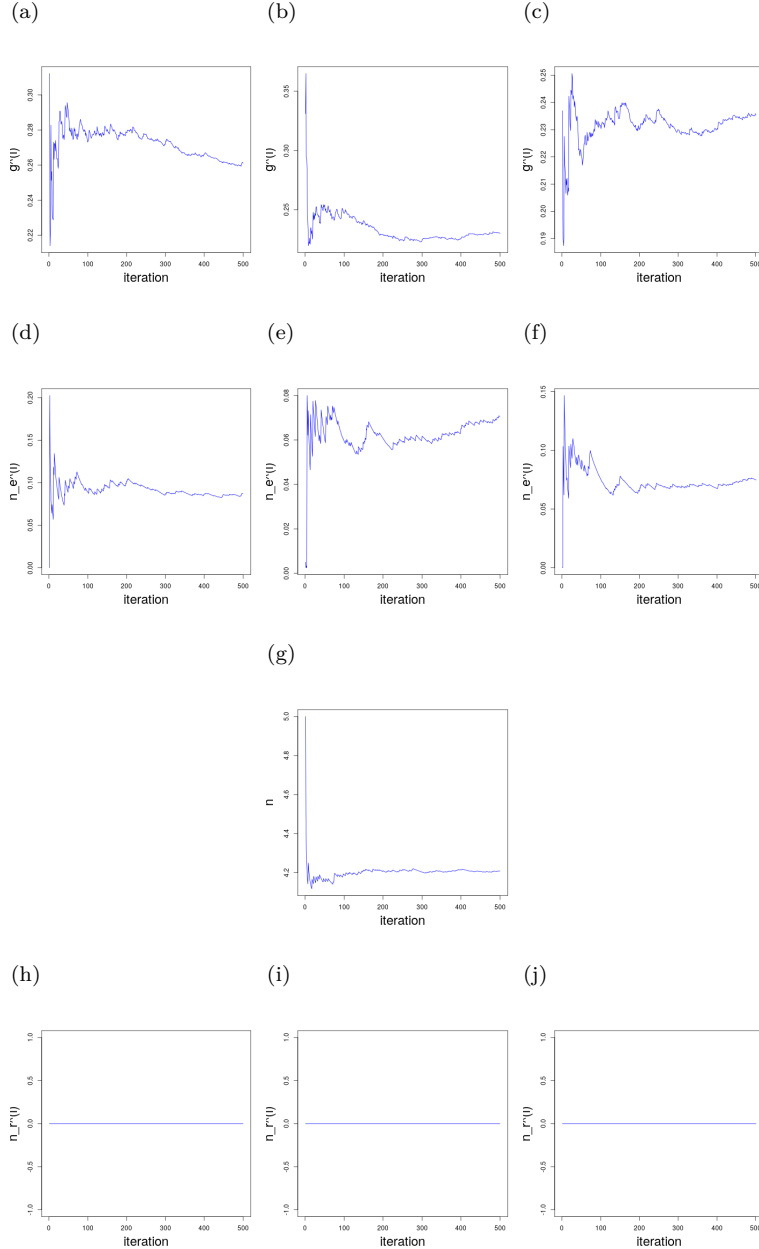 (a) (b) (c)
g^(l)
0.22 0.24 0.26 0.28 0.30
0 100 200 300 400 500
iteration
g^(l)
0.25 0.30 0.35
0 100 200 300 400 500
iteration
g^(l)
0.19 0.20 0.21 0.22 0.23 0.24 0.25
0 100 200 300 400 500
iteration
(d) (e) (f)
n_e^(l)
0.00 0.05 0.10 0.15 0.20
0 100 200 300 400 500
iteration
n_e^(l)
0.00 0.02 0.04 0.06 0.08
0 100 200 300 400 500
iteration
n_e^(l)
0.00 0.05 0.10 0.15
0 100 200 300 400 500
iteration
(g)
n
4.2 4.4 4.6 4.8 5.0
0 100 200 300 400 500
iteration
(h) (i) (j)
n_r^(l)
-1.0 -0.5 0.0 0.5 1.0
0 100 200 300 400 500
iteration
n_r^(l)
-1.0 -0.5 0.0 0.5 1.0
0 100 200 300 400 500
iteration
n_r^(l)
-1.0 -0.5 0.0 0.5 1.0
0 100 200 300 400 500
iteration